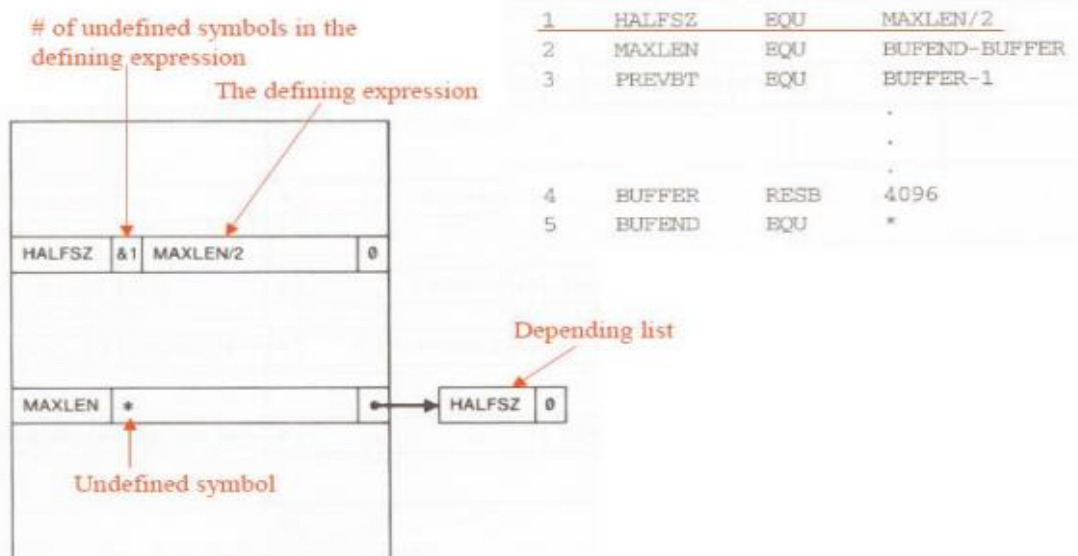 # of undefined symbols in the
defining expression
The defining expression
1 HALFSZ EQU MAXLEN/2
2 MAXLEN EQU BUFEND-BUFFER
3 PREVBT EQU BUFFER-1
.
.
.
4 BUFFER RESB 4096
5 BUFEND EQU *
HALFSZ &1 MAXLEN/2 0
Depending list
MAXLEN * HALFSZ 0
Undefined symbol